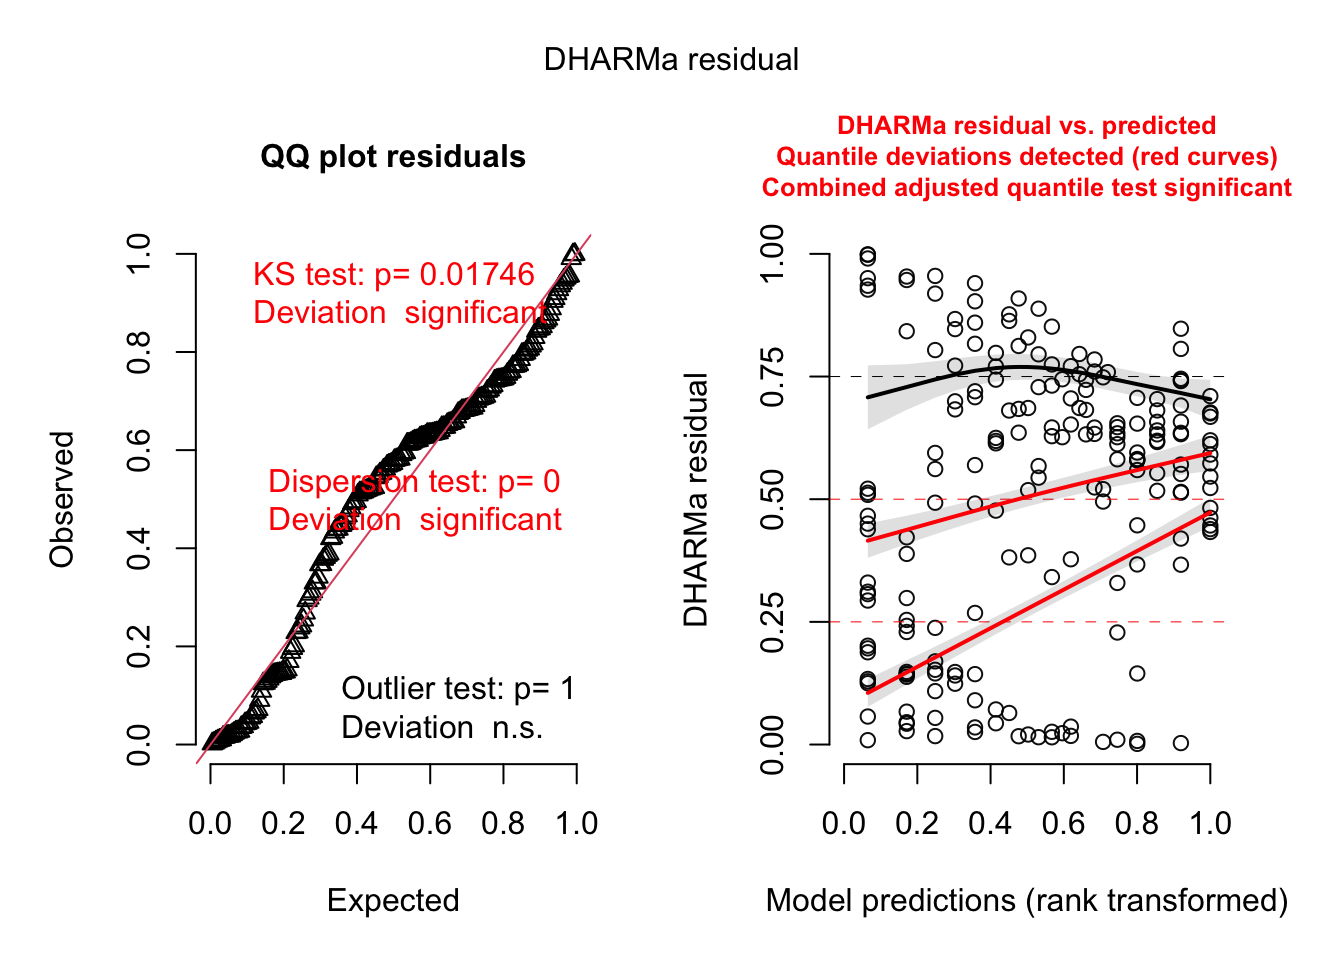 DHARMa residual
QQ plot residuals
KS test: p= 0.01746
Deviation  significant
Dispersion test: p= 0
Deviation  significant
Outlier test: p= 1
Deviation  n.s.
Observed
0.0 0.2 0.4 0.6 0.8 1.0
0.0 0.2 0.4 0.6 0.8 1.0
Expected
DHARMa residual vs. predicted
Quantile deviations detected (red curves)
Combined adjusted quantile test significant
DHARMa residual
0.00 0.25 0.50 0.75 1.00
0.0 0.2 0.4 0.6 0.8 1.0
Model predictions (rank transformed)